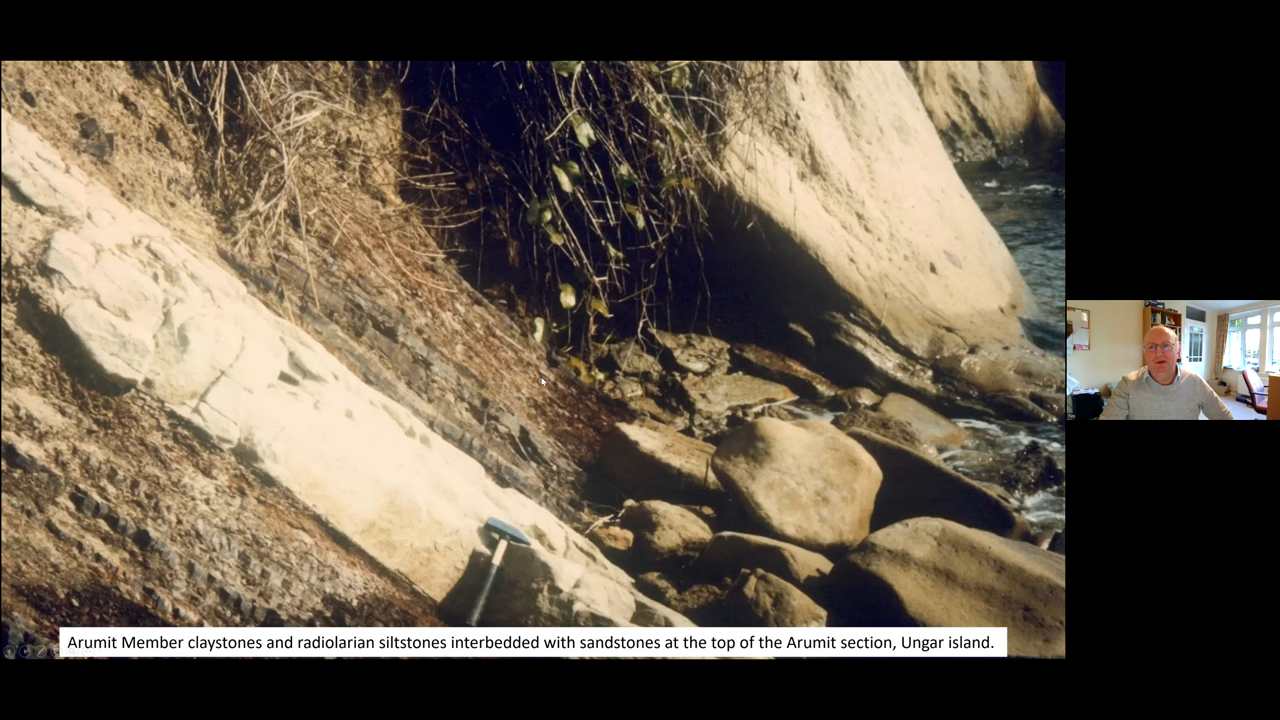 Arumit Member claystones and radiolarian siltstones interbedded with sandstones at the top of the Arumit section, Ungar island.